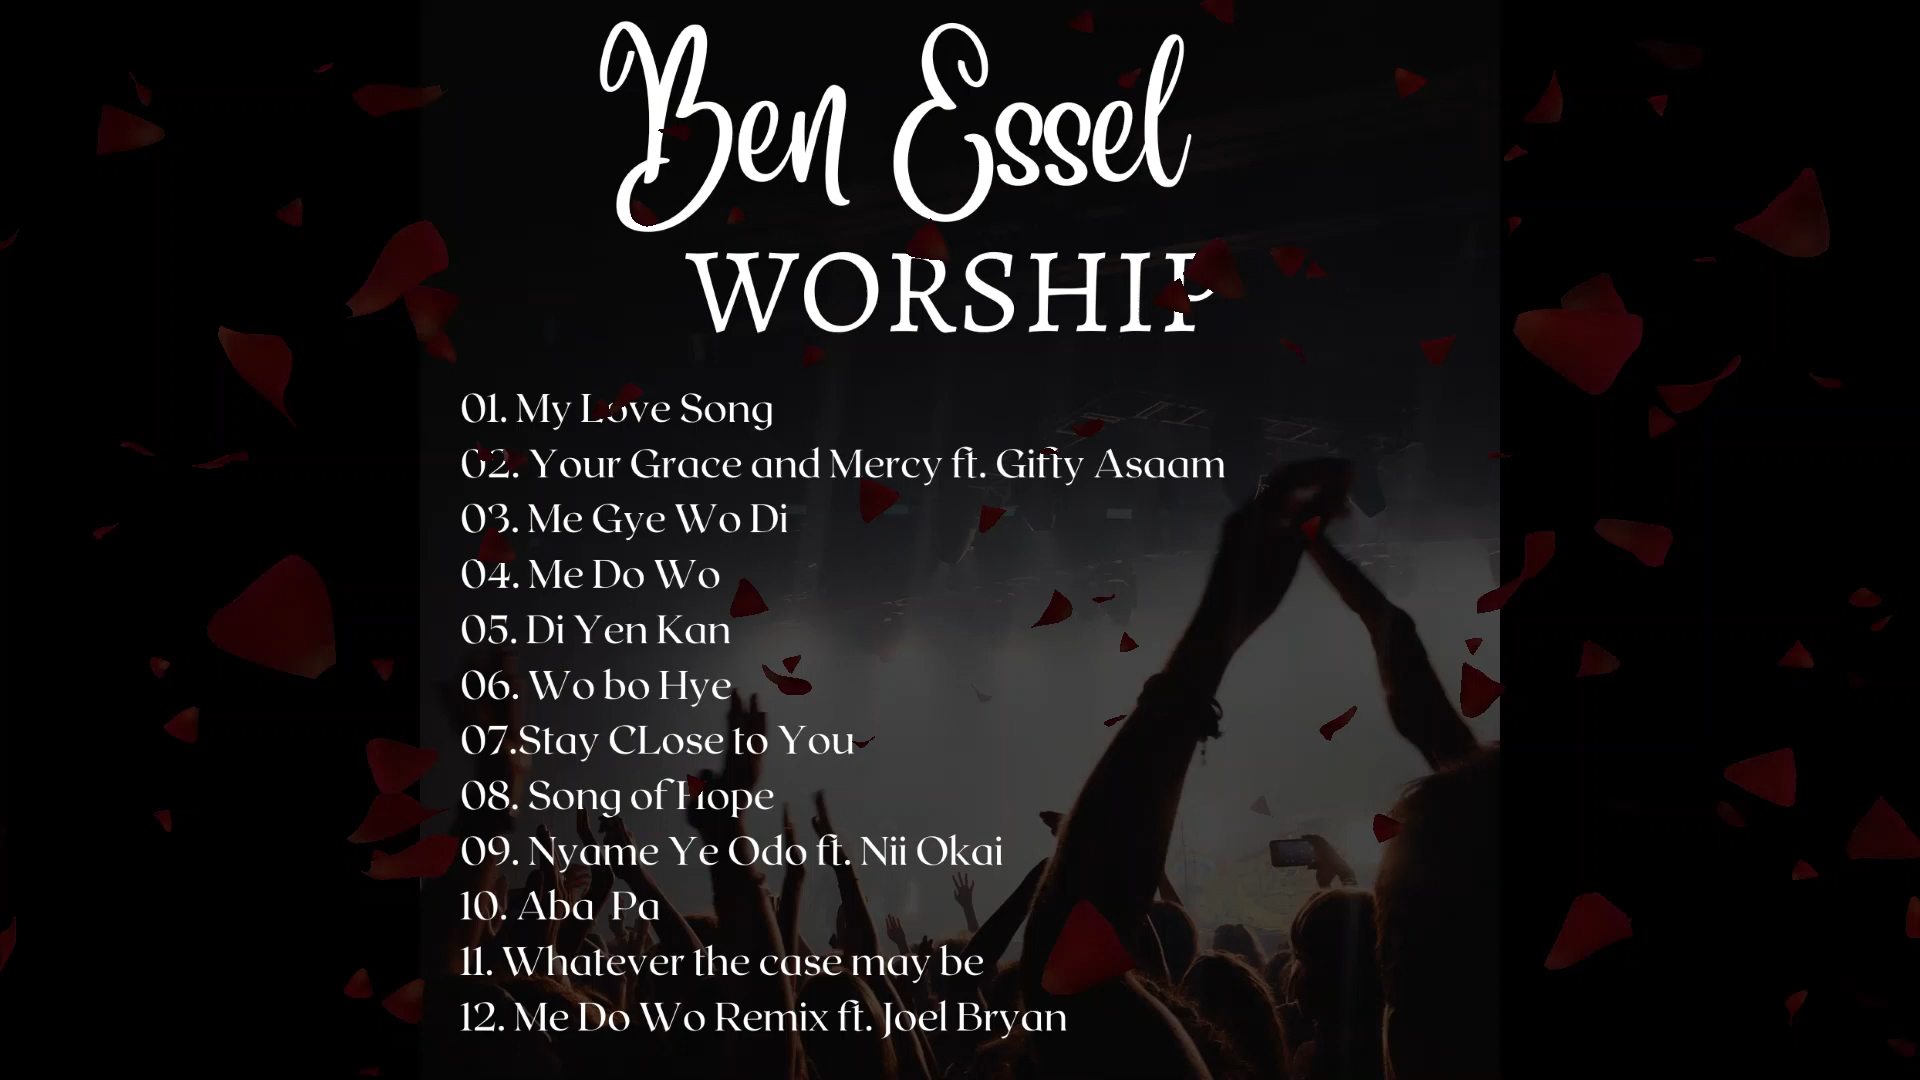 Ben Essel
WORSHIP
01. My Love Song
02. Your Grace and Mercy ft. Gifty Asaam
03. Me Gye Wo Di
04. Me Do Wo
05. Di Yen Kan
06. Wo bo Hye
07.Stay CLose to You
08. Song of Hope
09. Nyame Ye Odo ft. Nii Okai
10. Aba  Pa
11. Whatever the case may be
12. Me Do Wo Remix ft. Joel Bryan